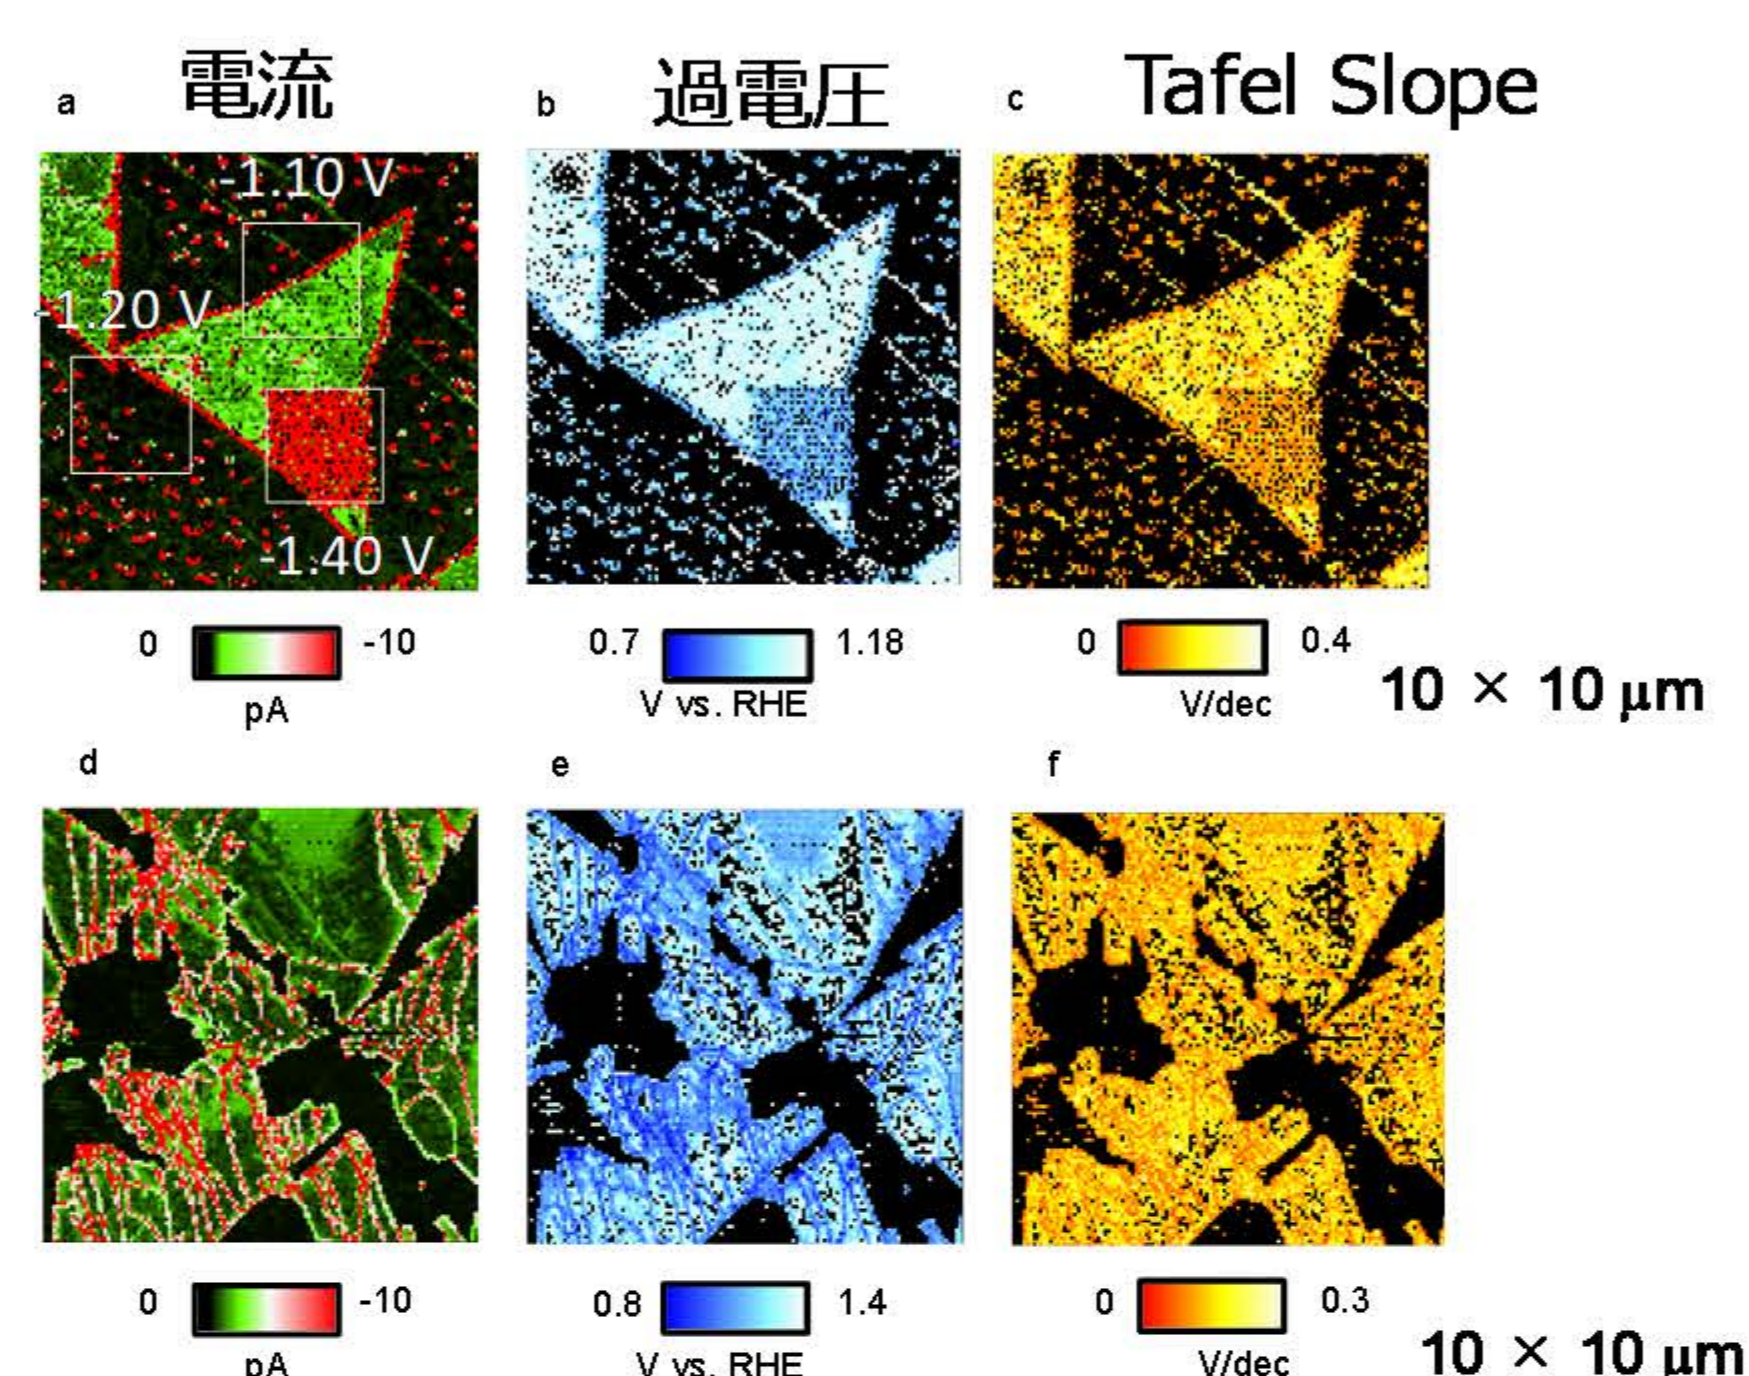 a 電流
b 過電圧
c Tafel Slope
-1.10 V
-1.20 V
-1.40 V
0 -10
pA
0.7 1.18
V vs. RHE
0 0.4
V/dec
10 × 10 μm
d
e
f
0 -10
pA
0.8 1.4
V vs. RHE
0 0.3
V/dec
10 × 10 μm